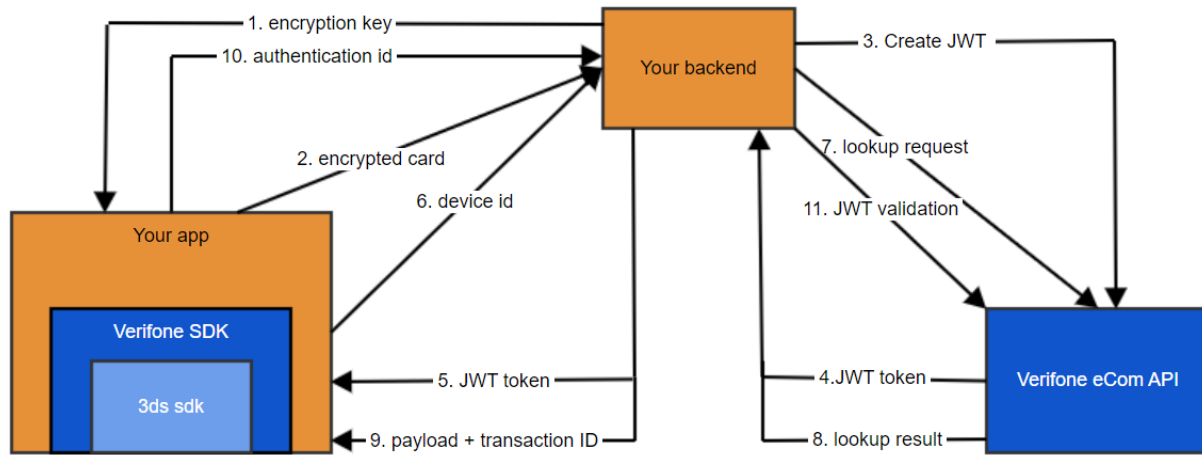 1. encryption key
3. Create JWT
10. authentication id
Your backend
7. lookup request
2. encrypted card
6. device id
11. JWT validation
Your app
Verifone SDK
5. JWT token
4.JWT token
Verifone eCom API
3ds sdk
9. payload + transaction ID
8. lookup result